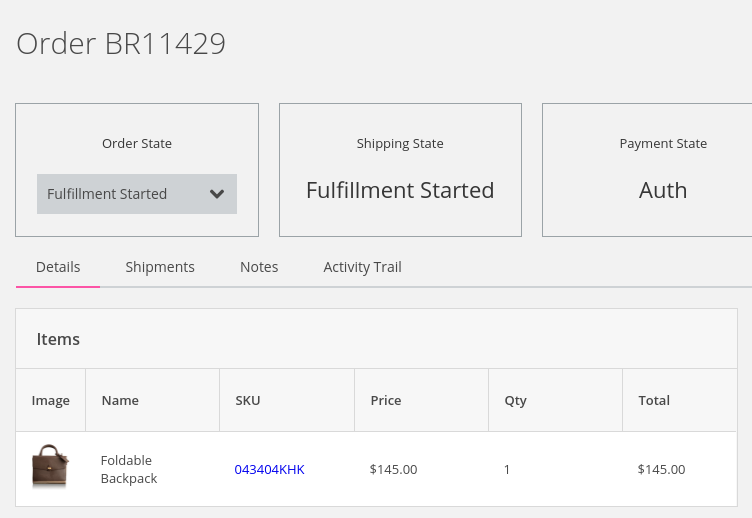 Order BR11429
Order State
Fulfillment Started
Shipping State
Fulfillment Started
Payment State
Auth
Details Shipments Notes Activity Trail
Items
Image Name SKU Price Qty Total
Foldable
Backpack
043404KHK $145.00 1 $145.00